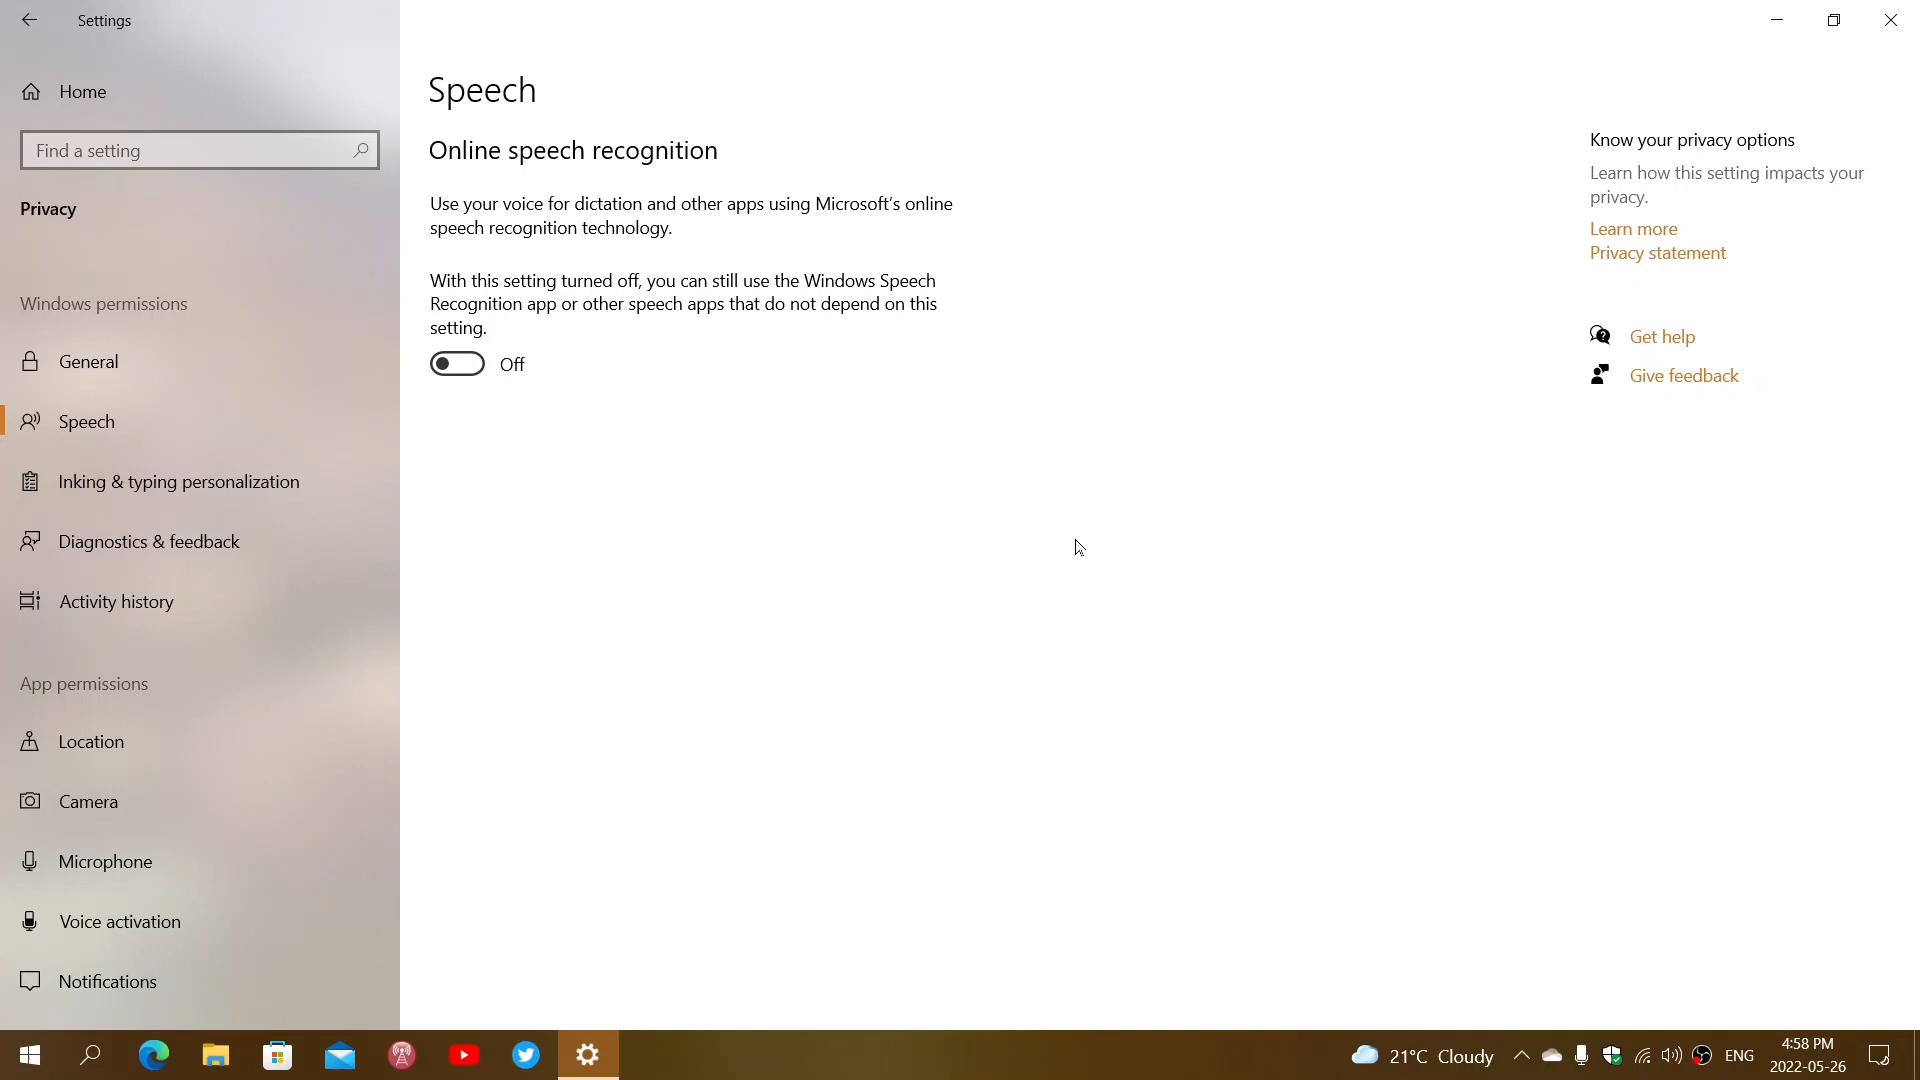 Settings
Home
Find a setting
Privacy
Windows permissions
General
Speech
Inking & typing personalization
Diagnostics & feedback
Activity history
App permissions
Location
Camera
Microphone
Voice activation
Notifications
Speech
Online speech recognition
Use your voice for dictation and other apps using Microsoft's online
speech recognition technology.
With this setting turned off, you can still use the Windows Speech
Recognition app or other speech apps that do not depend on this
setting.
Off
Know your privacy options
Learn how this setting impacts your
privacy.
Learn more
Privacy statement
Get help
Give feedback
21°C Cloudy
ENG
4:58 PM
2022-05-26